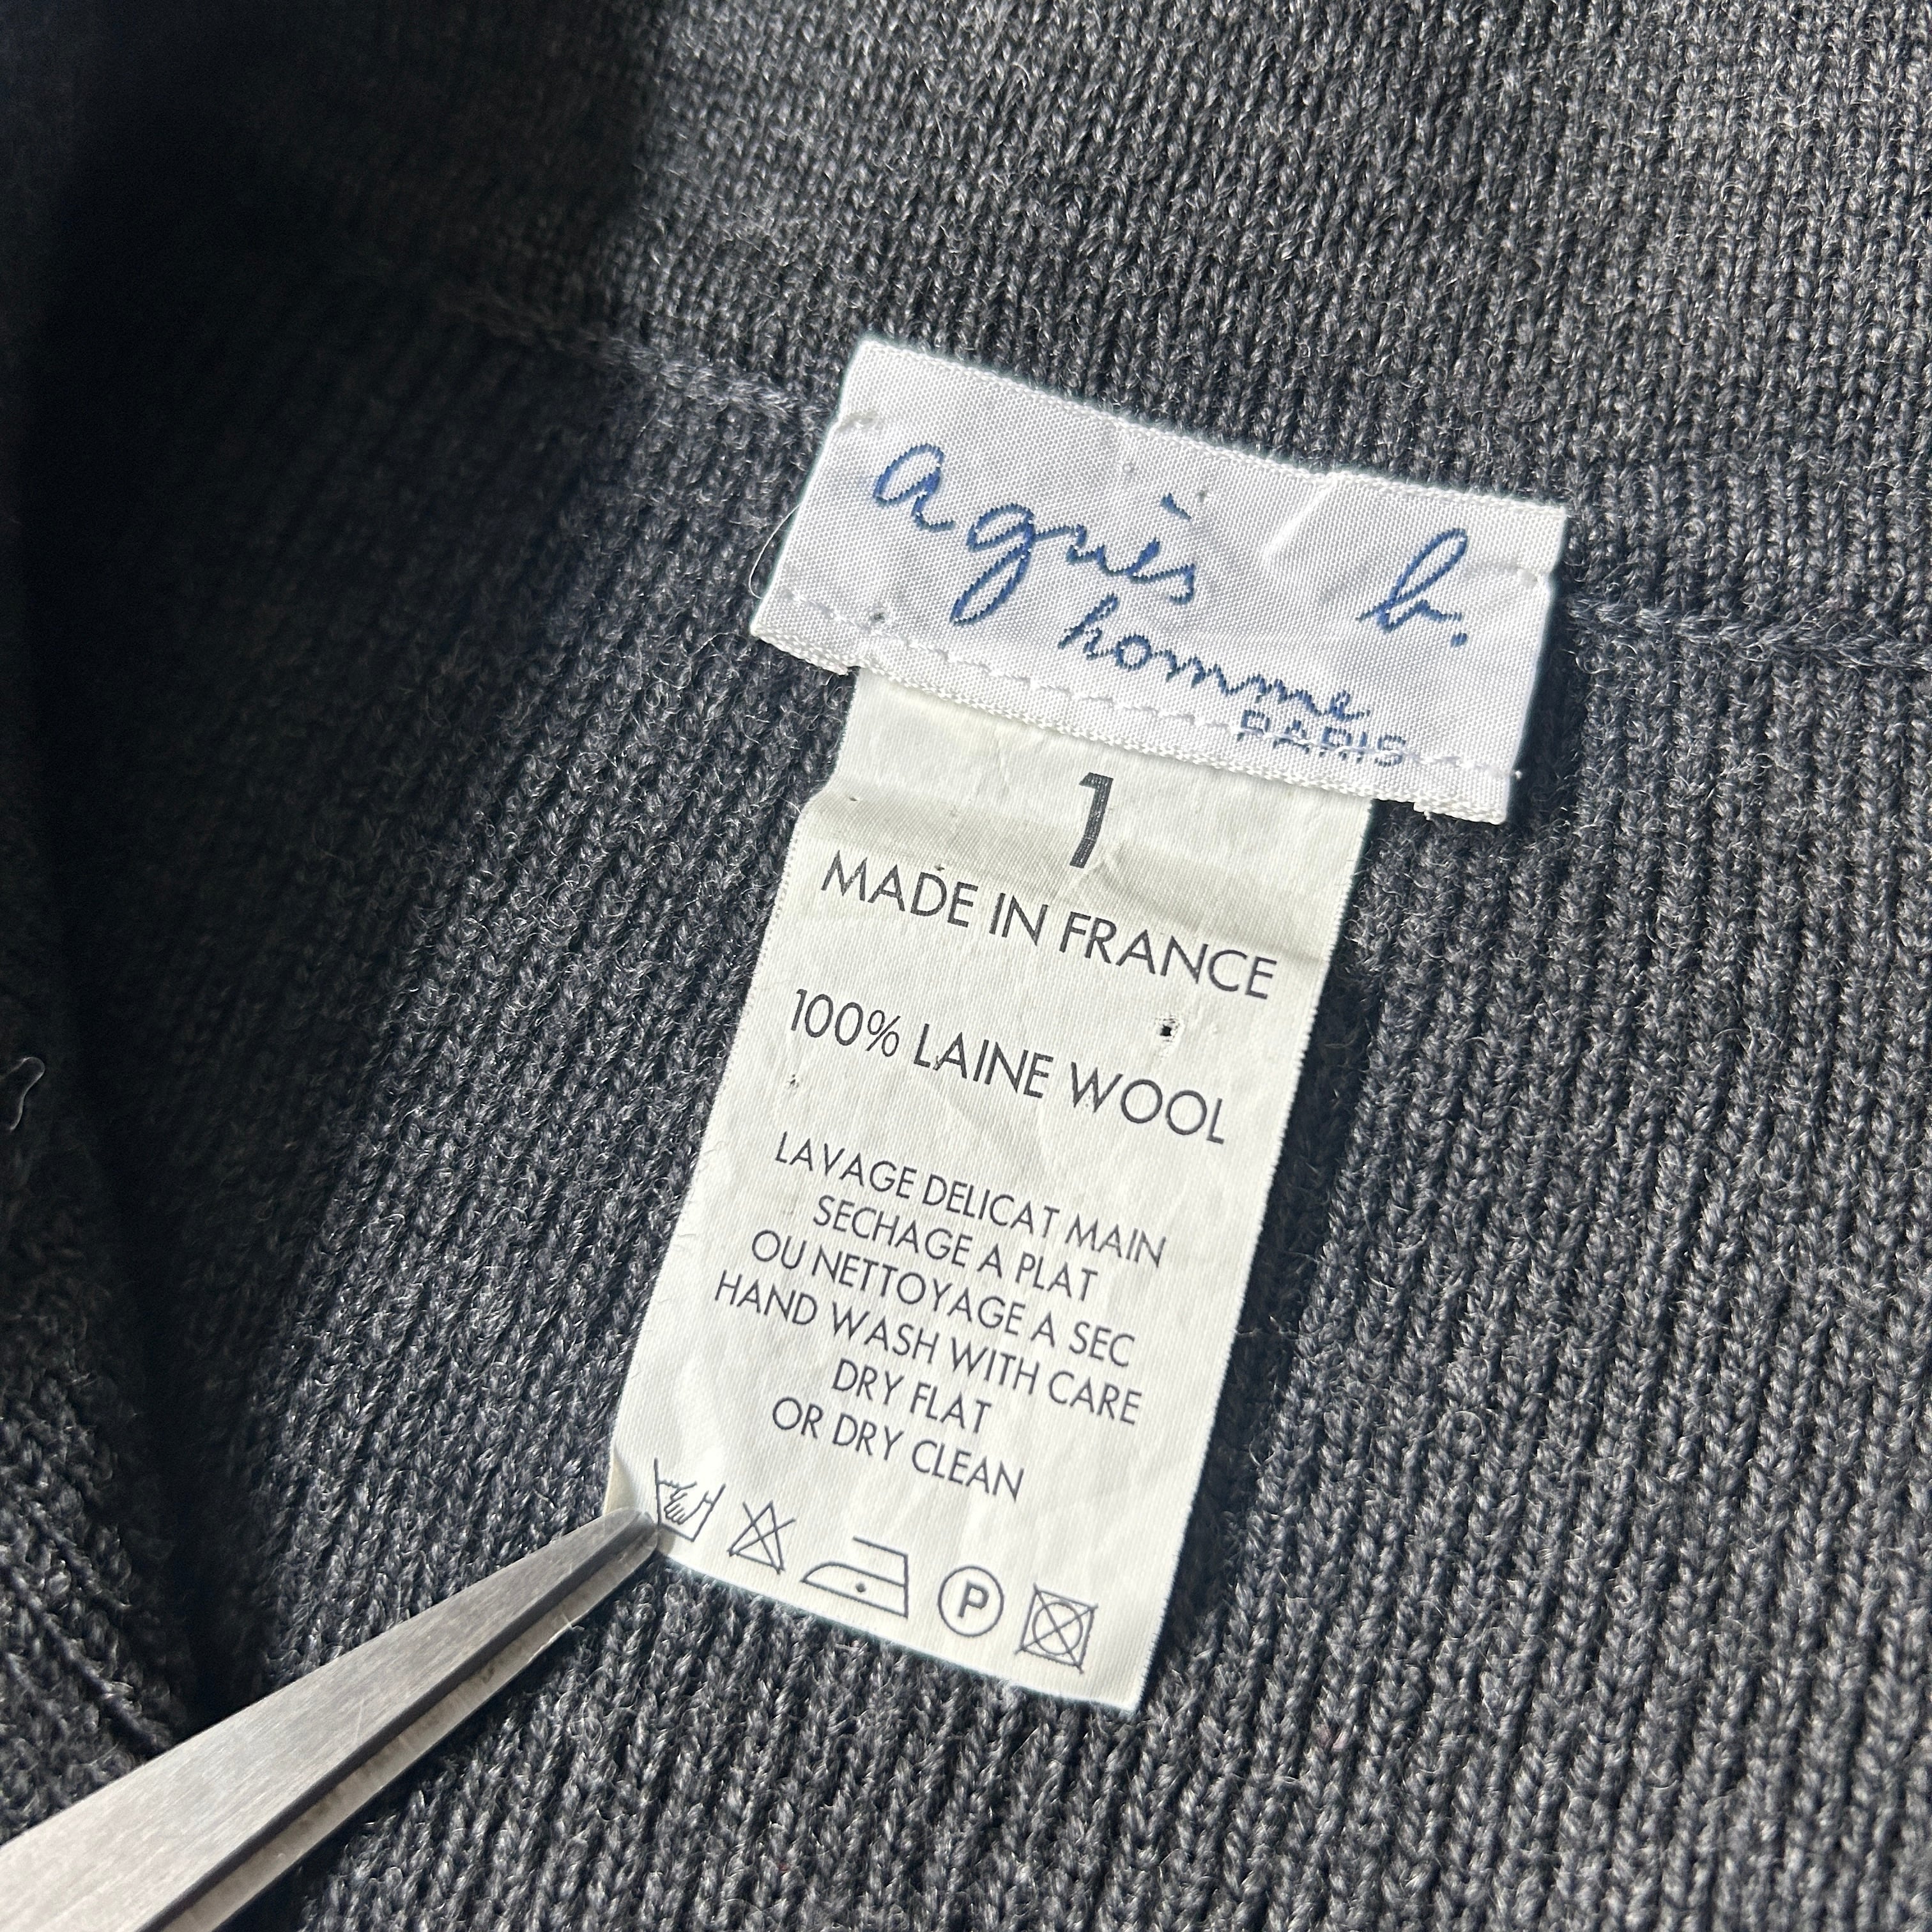 agnès b.
homme
PARIS
1
MADE IN FRANCE
100% LAINE WOOL
LAVAGE DELICAT MAIN
SECHAGE A PLAT
OU NETTOYAGE A SEC
HAND WASH WITH CARE
DRY FLAT
OR DRY CLEAN
P